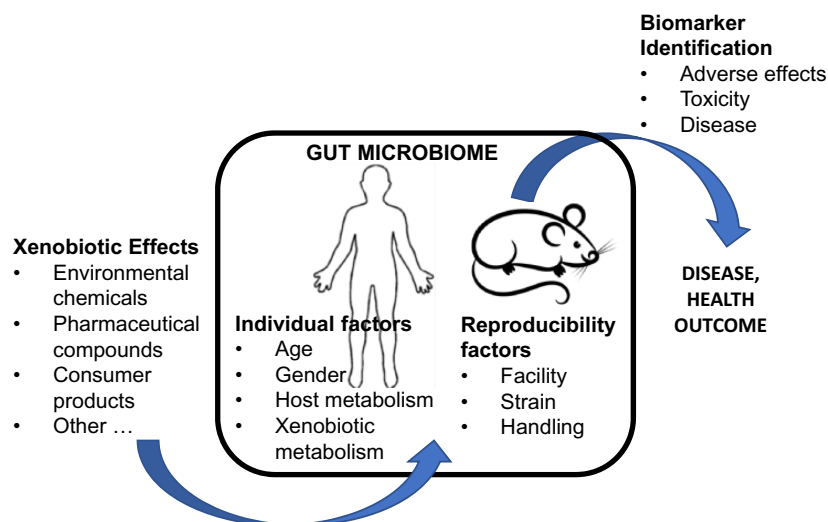 Biomarker
Identification
• Adverse effects
• Toxicity
• Disease
GUT MICROBIOME
Xenobiotic Effects
• Environmental
chemicals
• Pharmaceutical
compounds
• Consumer
products
• Other …
Individual factors
• Age
• Gender
• Host metabolism
• Xenobiotic
metabolism
Reproducibility
factors
• Facility
• Strain
• Handling
DISEASE,
HEALTH
OUTCOME